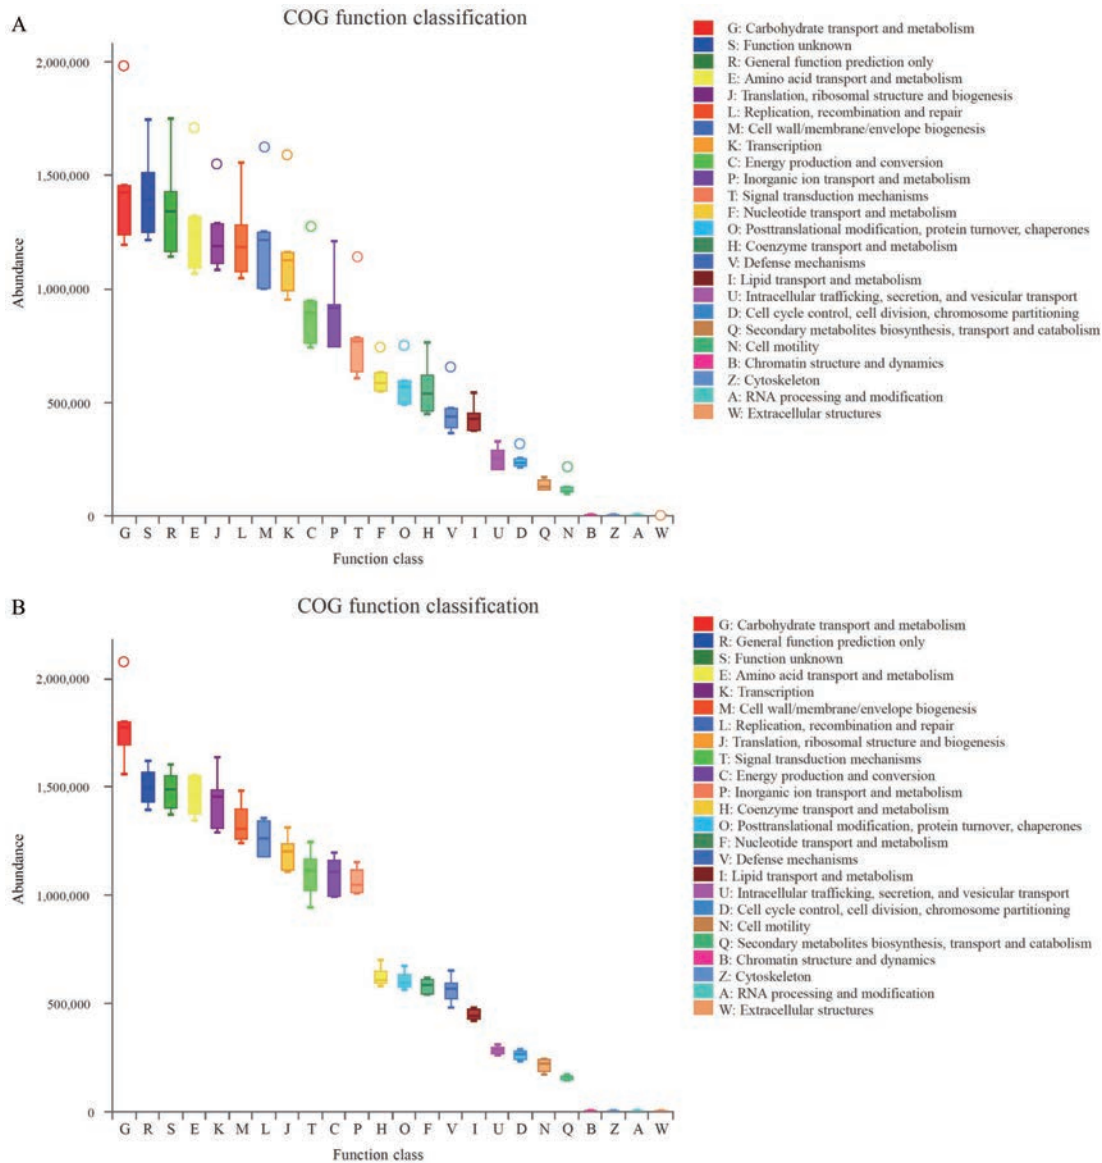 A
COG function classification
2,000,000
1,500,000
1,000,000
500,000
0
Abundance
G S R E J L M K C P T F O H V I U D Q N B Z A W
Function class
G: Carbohydrate transport and metabolism
S: Function unknown
R: General function prediction only
E: Amino acid transport and metabolism
J: Translation, ribosomal structure and biogenesis
L: Replication, recombination and repair
M: Cell wall/membrane/envelope biogenesis
K: Transcription
C: Energy production and conversion
P: Inorganic ion transport and metabolism
T: Signal transduction mechanisms
F: Nucleotide transport and metabolism
O: Posttranslational modification, protein turnover, chaperones
H: Coenzyme transport and metabolism
V: Defense mechanisms
I: Lipid transport and metabolism
U: Intracellular trafficking, secretion, and vesicular transport
D: Cell cycle control, cell division, chromosome partitioning
Q: Secondary metabolites biosynthesis, transport and catabolism
N: Cell motility
B: Chromatin structure and dynamics
Z: Cytoskeleton
A: RNA processing and modification
W: Extracellular structures
B
COG function classification
2,000,000
1,500,000
1,000,000
500,000
0
Abundance
G R S E K M L J T C P H O F V I U D N Q B Z A W
Function class
G: Carbohydrate transport and metabolism
R: General function prediction only
S: Function unknown
E: Amino acid transport and metabolism
K: Transcription
M: Cell wall/membrane/envelope biogenesis
L: Replication, recombination and repair
J: Translation, ribosomal structure and biogenesis
T: Signal transduction mechanisms
C: Energy production and conversion
P: Inorganic ion transport and metabolism
H: Coenzyme transport and metabolism
O: Posttranslational modification, protein turnover, chaperones
F: Nucleotide transport and metabolism
V: Defense mechanisms
I: Lipid transport and metabolism
U: Intracellular trafficking, secretion, and vesicular transport
D: Cell cycle control, cell division, chromosome partitioning
N: Cell motility
Q: Secondary metabolites biosynthesis, transport and catabolism
B: Chromatin structure and dynamics
Z: Cytoskeleton
A: RNA processing and modification
W: Extracellular structures